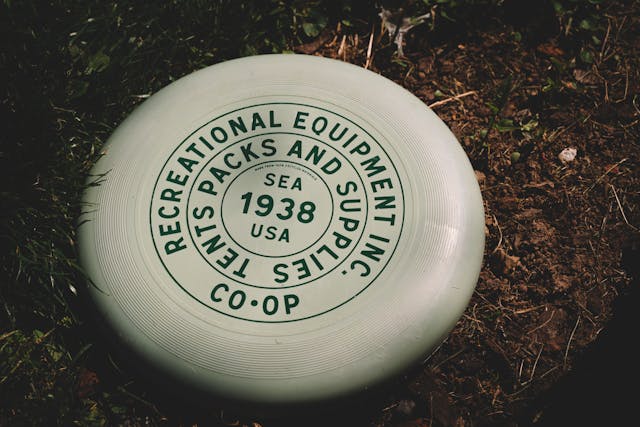 RECREATIONAL EQUIPMENT INC.
CO•OP
TENTS PACKS AND SUPPLIES
SEA
1938
USA